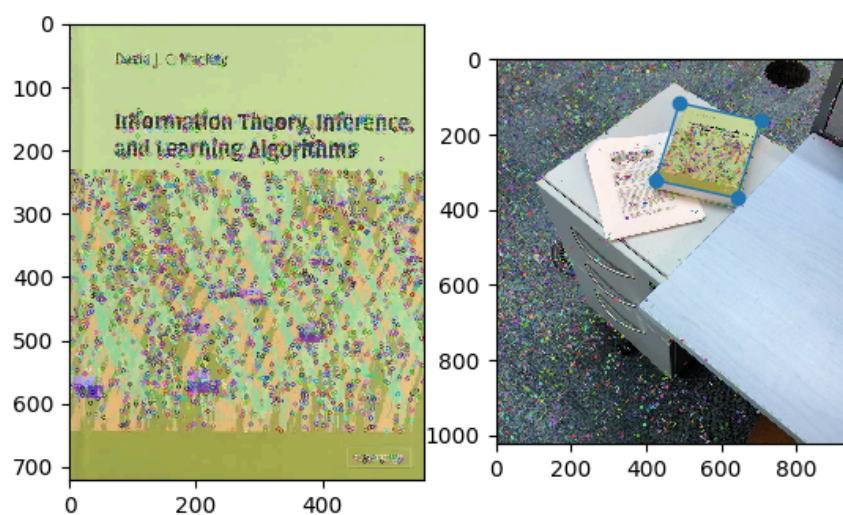 David J. C. MacKay
Information Theory, Inference,
and Learning Algorithms
0
100
200
300
400
500
600
700
0 200 400
0
200
400
600
800
1000
0 200 400 600 800